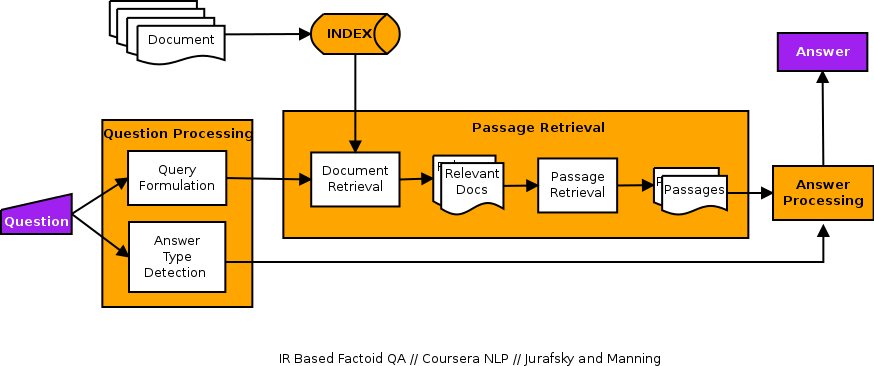 Document
INDEX
Answer
Question Processing
Passage Retrieval
Query
Formulation
Document
Retrieval
Relevant
Docs
Passage
Retrieval
Passages
Answer
Processing
Question
Answer
Type
Detection
IR Based Factoid QA // Coursera NLP // Jurafsky and Manning